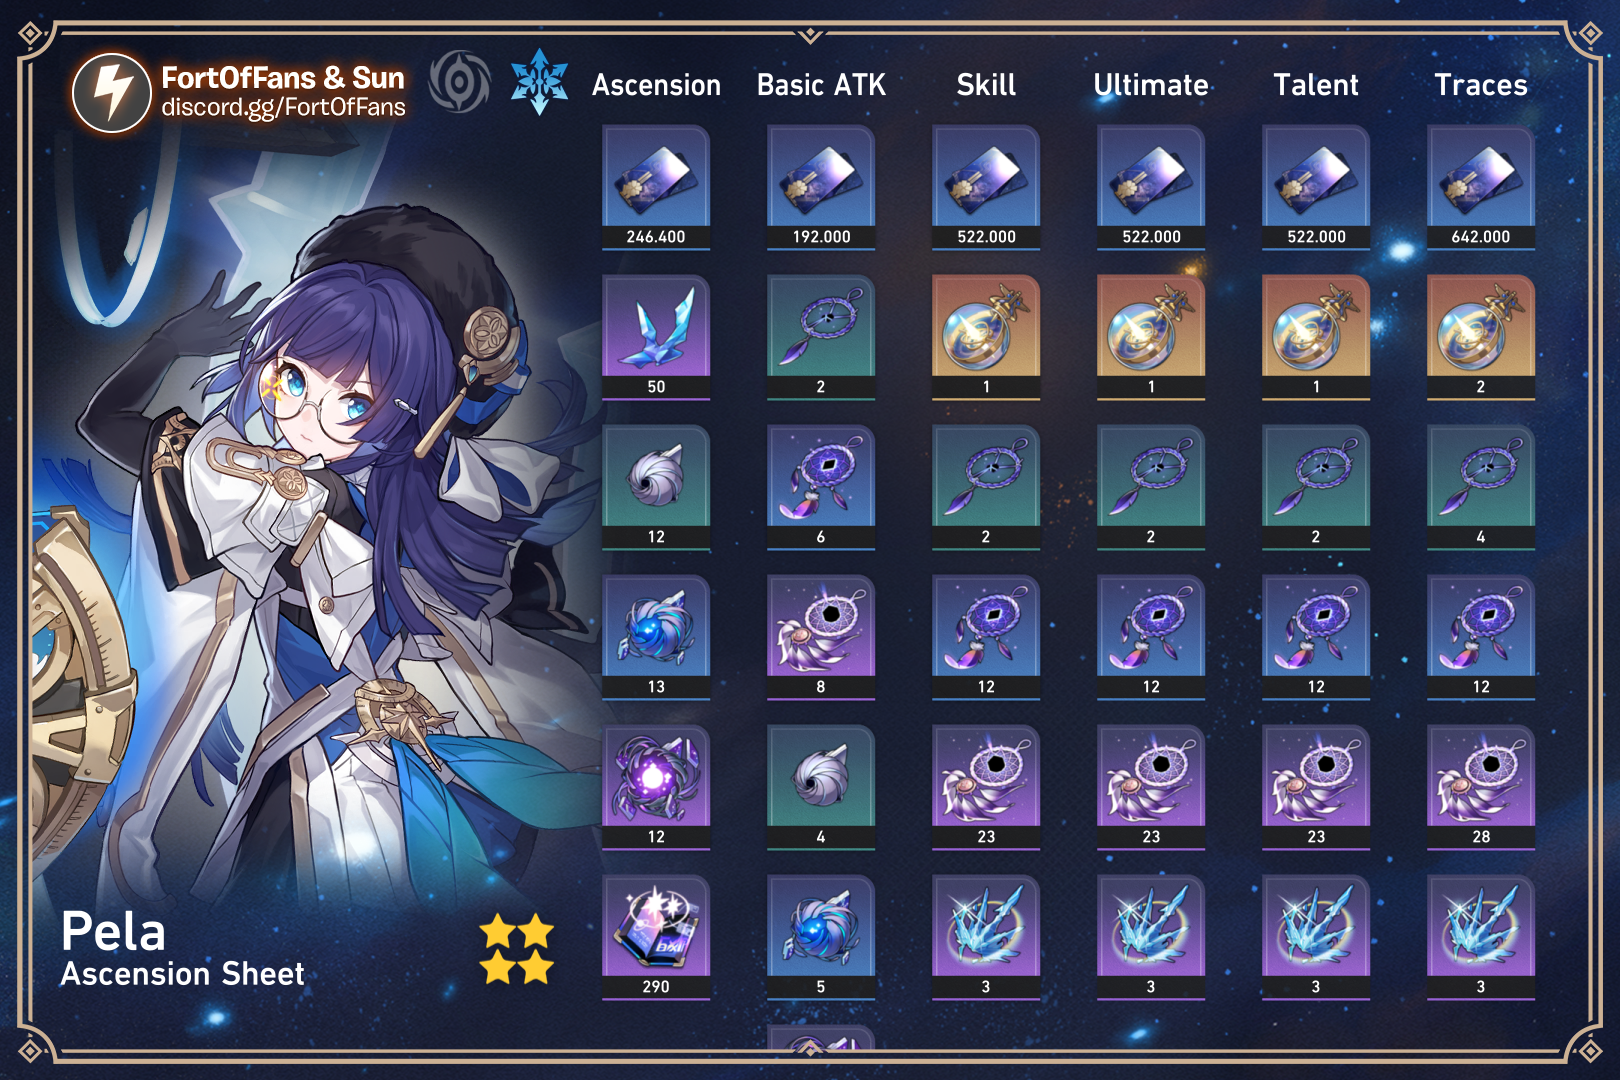 FortOfFans & Sun
discord.gg/FortOfFans
Ascension Basic ATK Skill Ultimate Talent Traces
246.400 192.000 522.000 522.000 522.000 642.000
50 2 1 1 1 2
12 6 2 2 2 4
13 8 12 12 12 12
12 4 23 23 23 28
290 5 3 3 3 3
Pela
Ascension Sheet